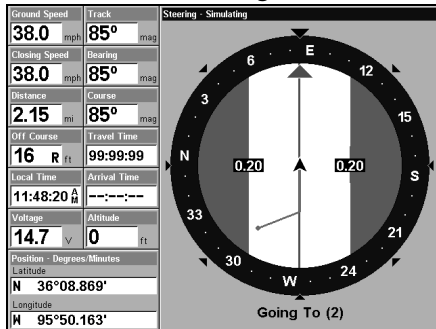 Ground Speed
38.0 mph
Track
85° mag
Closing Speed
38.0 mph
Bearing
85° mag
Distance
2.15 mi
Course
85° mag
Off Course
16 R ft
Travel Time
99:99:99
Local Time
11:48:20 AM
Arrival Time
--:--:--
Voltage
14.7 V
Altitude
0 ft
Position - Degrees/Minutes
Latitude
N 36°08.869'
Longitude
W 95°50.163'
Steering - Simulating
E
12
15
S
21
24
W
30
33
N
3
6
0.20
0.20
Going To (2)